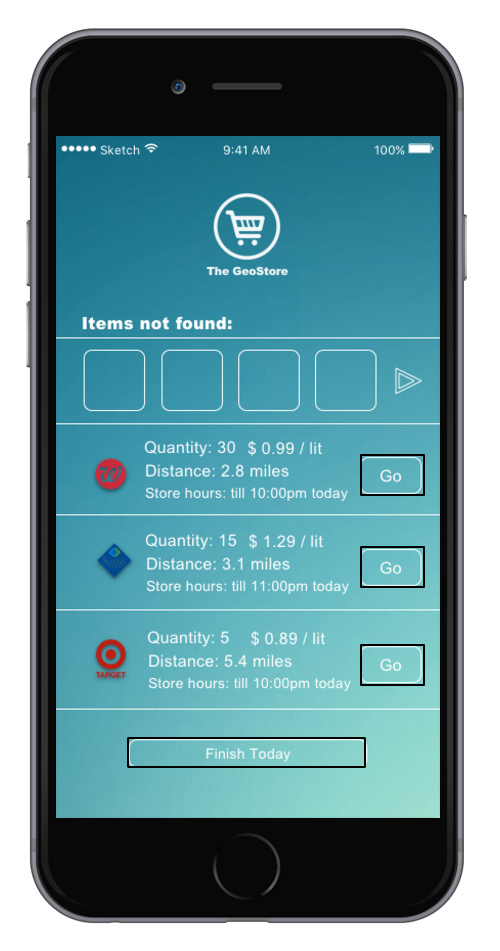 Sketch 9:41 AM 100%
The GeoStore
Items not found:
Quantity: 30 $ 0.99 / lit
Distance: 2.8 miles
Store hours: till 10:00pm today
Go
Quantity: 15 $ 1.29 / lit
Distance: 3.1 miles
Store hours: till 11:00pm today
Go
Quantity: 5 $ 0.89 / lit
Distance: 5.4 miles
Store hours: till 10:00pm today
TARGET
Go
Finish Today